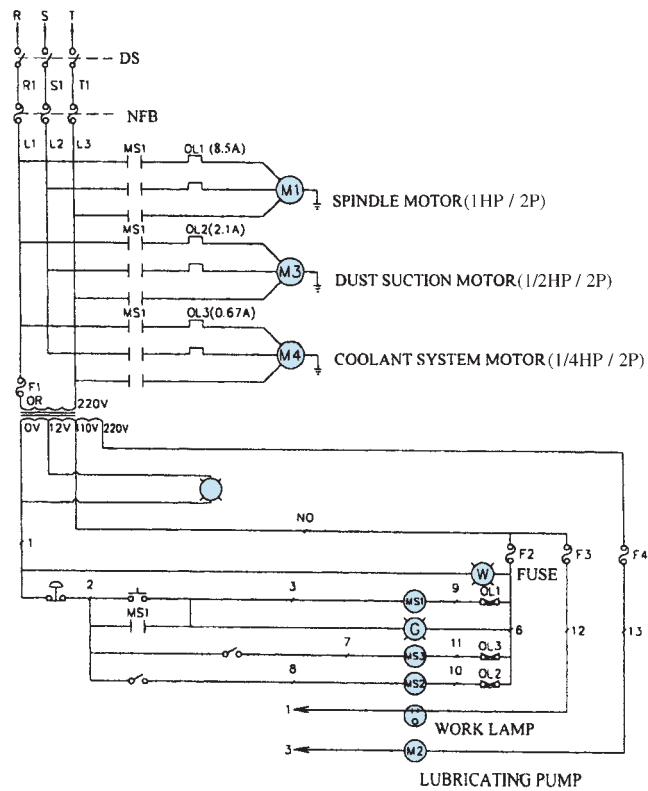 R S T
DS
R1 S1 T1
NFB
L1 L2 L3
MS1 OL1 (8.5A)
M1
SPINDLE MOTOR (1HP / 2P)
MS1 OL2(2.1A)
M3
DUST SUCTION MOTOR (1/2HP / 2P)
MS1 OL3(0.67A)
M4
COOLANT SYSTEM MOTOR (1/4HP / 2P)
F1
0R 220V
0V 12V 110V 220V
NO
1
F2 F3 F4
W FUSE
2 3 9 OL1
MS1
MS1
G 6 12 13
7 11 OL3
MS3
8 10 OL2
MS2
1
WORK LAMP
3 M2
LUBRICATING PUMP